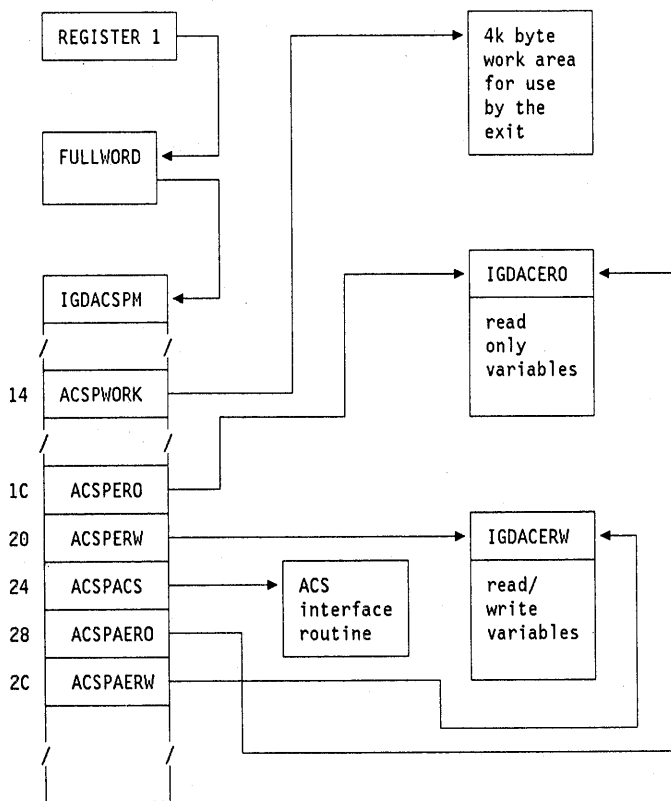 REGISTER 1
4k byte
work area
for use
by the
exit
FULLWORD
IGDACSPM
IGDACERO
read
only
variables
14 ACSPWORK
1C ACSPERO
20 ACSPERW
IGDACERW
read/
write
variables
24 ACSPACS
ACS
interface
routine
28 ACSPAERO
2C ACSPAERW